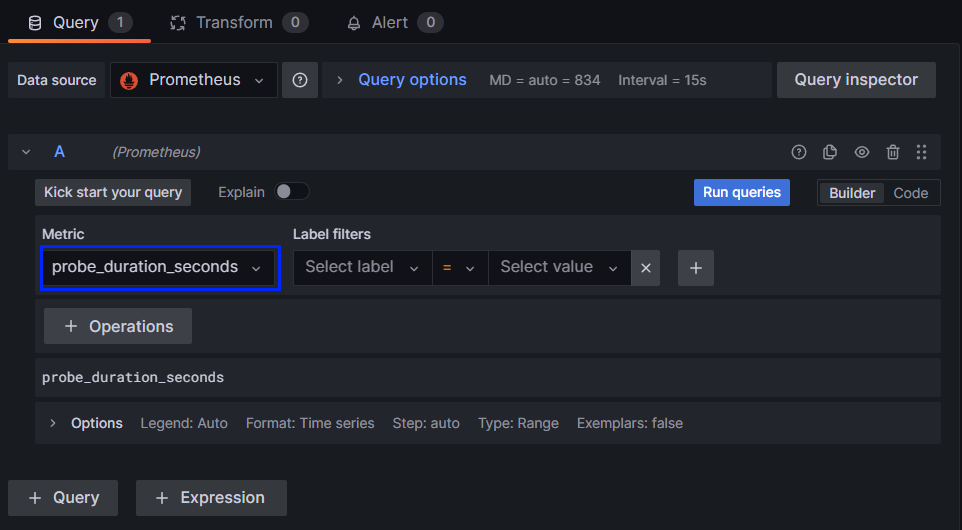 Query 1 Transform 0 Alert 0
Data source Prometheus Query options MD = auto = 834 Interval = 15s Query inspector
A (Prometheus)
Kick start your query Explain Run queries Builder Code
Metric Label filters
probe_duration_seconds Select label = Select value
+ Operations
probe_duration_seconds
Options Legend: Auto Format: Time series Step: auto Type: Range Exemplars: false
+ Query + Expression